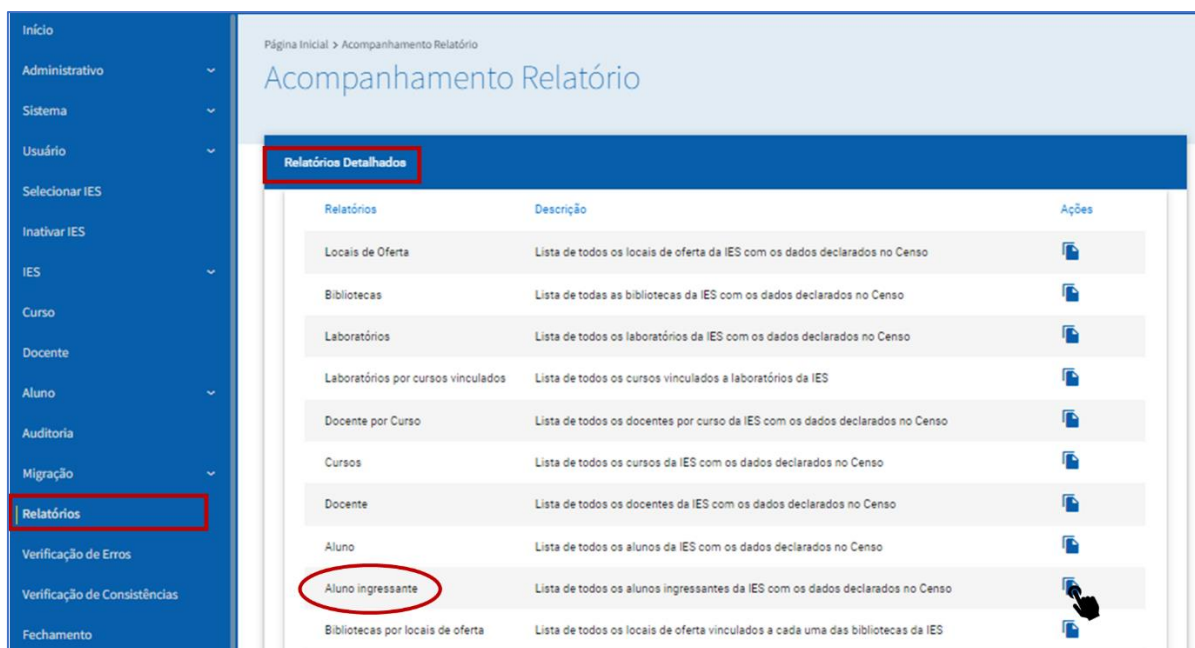 Início
Administrativo
Sistema
Usuário
Selecionar IES
Inativar IES
IES
Curso
Docente
Aluno
Auditoria
Migração
Relatórios
Verificação de Erros
Verificação de Consistências
Fechamento
Página Inicial > Acompanhamento Relatório
Acompanhamento Relatório
Relatórios Detalhados
Relatórios Descrição Ações
Locais de Oferta Lista de todos os locais de oferta da IES com os dados declarados no Censo
Bibliotecas Lista de todas as bibliotecas da IES com os dados declarados no Censo
Laboratórios Lista de todos os laboratórios da IES com os dados declarados no Censo
Laboratórios por cursos vinculados Lista de todos os cursos vinculados a laboratórios da IES
Docente por Curso Lista de todos os docentes por curso da IES com os dados declarados no Censo
Cursos Lista de todos os cursos da IES com os dados declarados no Censo
Docente Lista de todos os docentes da IES com os dados declarados no Censo
Aluno Lista de todos os alunos da IES com os dados declarados no Censo
Aluno ingressante Lista de todos os alunos ingressantes da IES com os dados declarados no Censo
Bibliotecas por locais de oferta Lista de todos os locais de oferta vinculados a cada uma das bibliotecas da IES